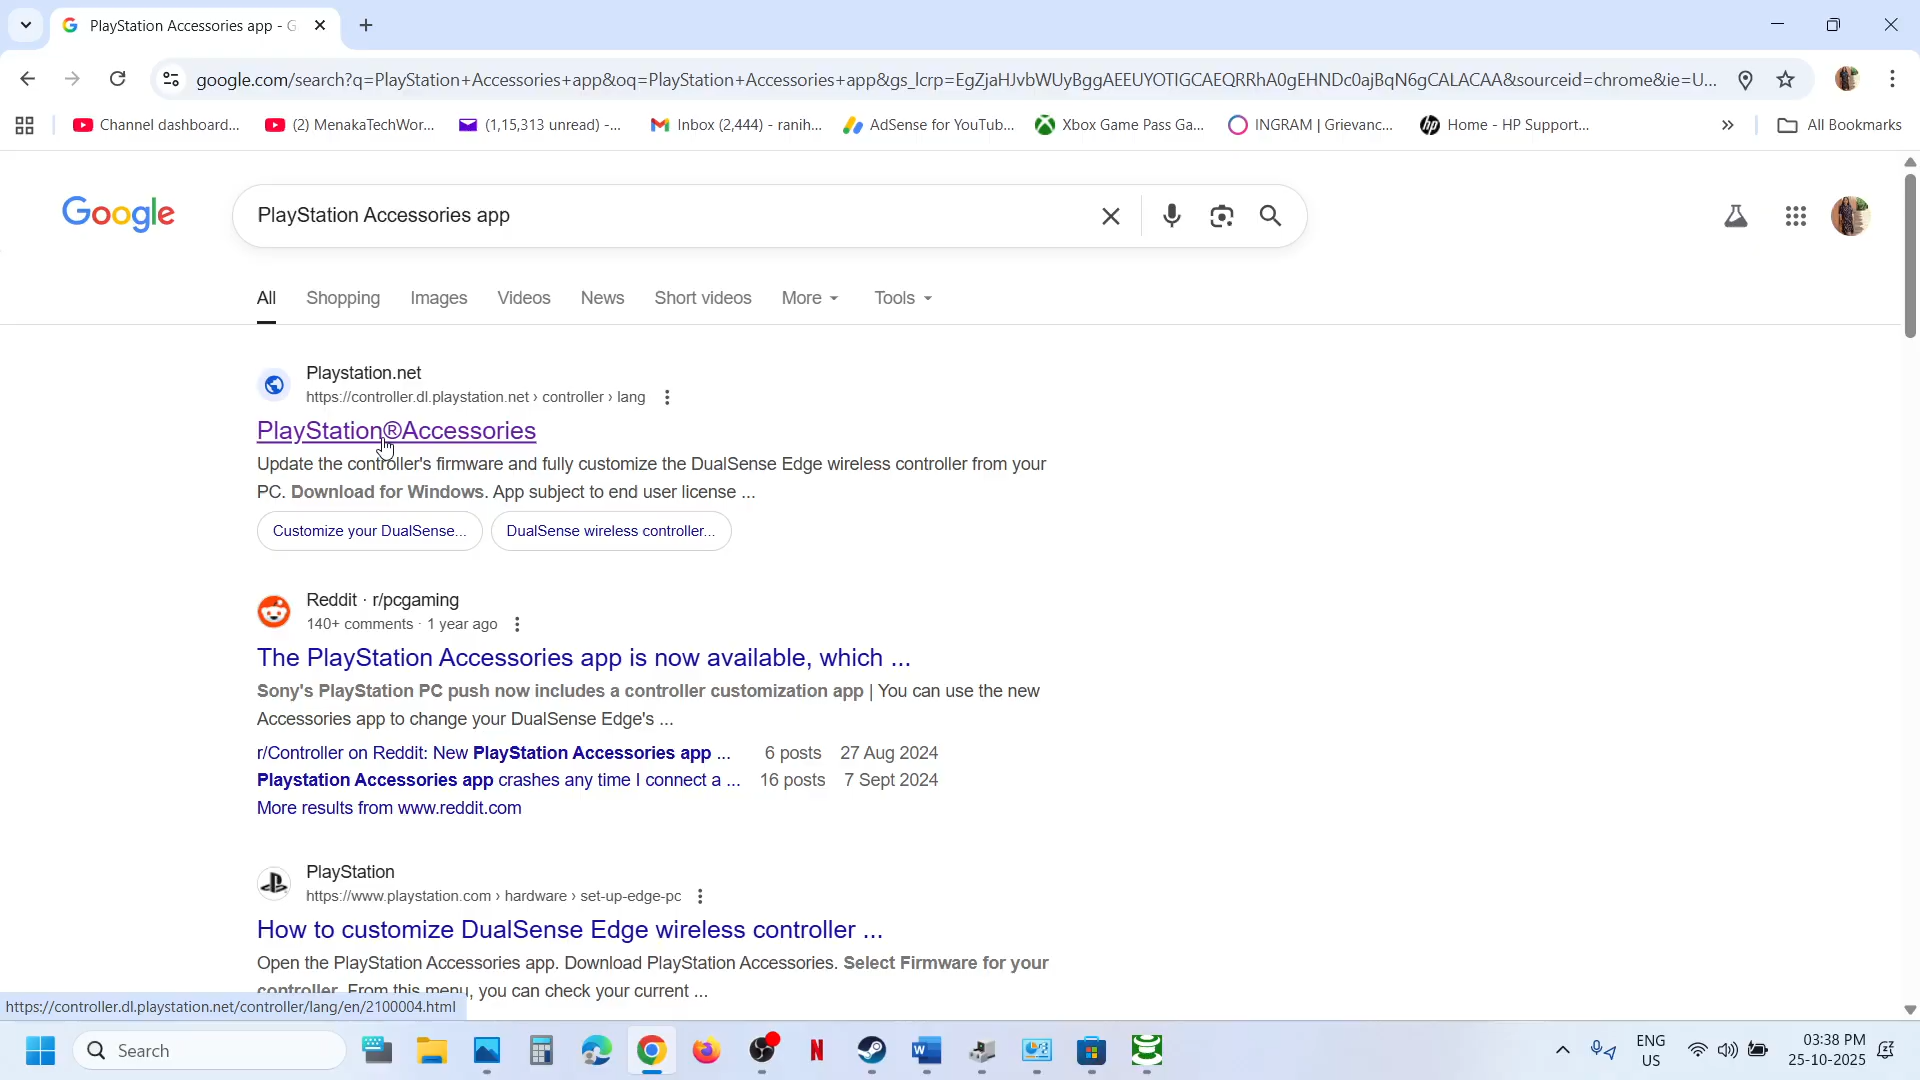 PlayStation Accessories app - G
google.com/search?q=PlayStation+Accessories+app&oq=PlayStation+Accessories+app&gs_lcrp=EgZjaHJvbWUyBggAEEUYOTIGCAEQRRhA0gEHNDc0ajBqN6gCALACAA&sourceid=chrome&ie=U...
Channel dashboard...
(2) MenakaTechWor...
(1,15,313 unread) -...
Inbox (2,444) - ranih...
AdSense for YouTub...
Xbox Game Pass Ga...
INGRAM | Grievanc...
Home - HP Support...
All Bookmarks
Google
PlayStation Accessories app
All
Shopping
Images
Videos
News
Short videos
More
Tools
Playstation.net
https://controller.dl.playstation.net › controller › lang
PlayStation®Accessories
Update the controller's firmware and fully customize the DualSense Edge wireless controller from your
PC. Download for Windows. App subject to end user license ...
Customize your DualSense...
DualSense wireless controller...
Reddit · r/pcgaming
140+ comments · 1 year ago
The PlayStation Accessories app is now available, which ...
Sony's PlayStation PC push now includes a controller customization app | You can use the new
Accessories app to change your DualSense Edge's ...
r/Controller on Reddit: New PlayStation Accessories app ... 6 posts 27 Aug 2024
Playstation Accessories app crashes any time I connect a ... 16 posts 7 Sept 2024
More results from www.reddit.com
PlayStation
https://www.playstation.com › hardware › set-up-edge-pc
How to customize DualSense Edge wireless controller ...
Open the PlayStation Accessories app. Download PlayStation Accessories. Select Firmware for your
controller. From this menu, you can check your current ...
https://controller.dl.playstation.net/controller/lang/en/2100004.html
Search
ENG
US
03:38 PM
25-10-2025